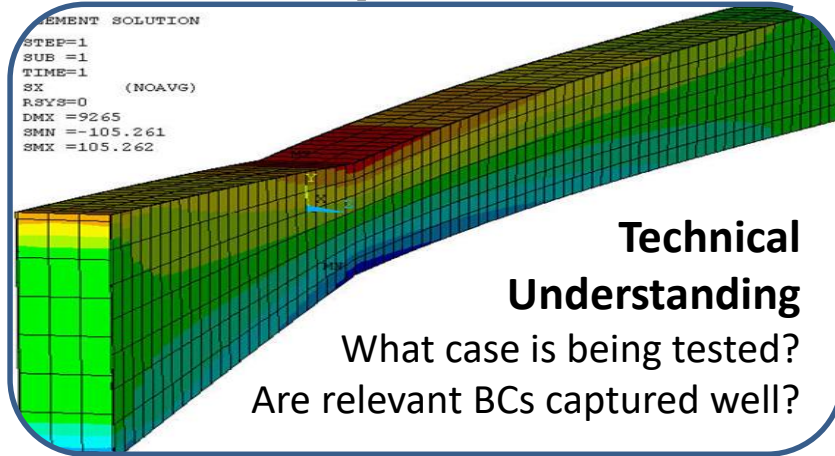 EMENT SOLUTION
STEP=1
SUB =1
TIME=1
SX (NOAVG)
RSYS=0
DMX =9265
SMN =-105.261
SMX =105.262
Y
X
Z
MN
Technical
Understanding
What case is being tested?
Are relevant BCs captured well?